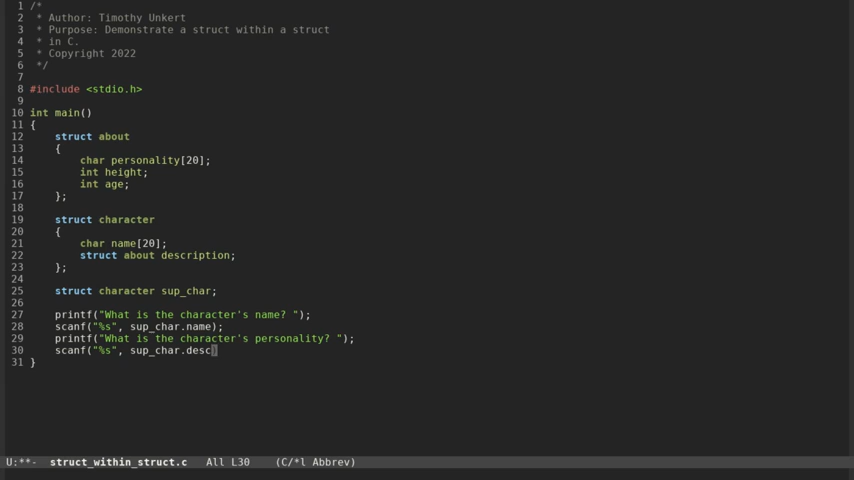 1 /*
2  * Author: Timothy Unkert
3  * Purpose: Demonstrate a struct within a struct
4  * in C.
5  * Copyright 2022
6  */
7
8 #include <stdio.h>
9
10 int main()
11 {
12     struct about
13     {
14         char personality[20];
15         int height;
16         int age;
17     };
18
19     struct character
20     {
21         char name[20];
22         struct about description;
23     };
24
25     struct character sup_char;
26
27     printf("What is the character's name? ");
28     scanf("%s", sup_char.name);
29     printf("What is the character's personality? ");
30     scanf("%s", sup_char.desc)
31 }
U:**-  struct_within_struct.c   All L30    (C/*l Abbrev)